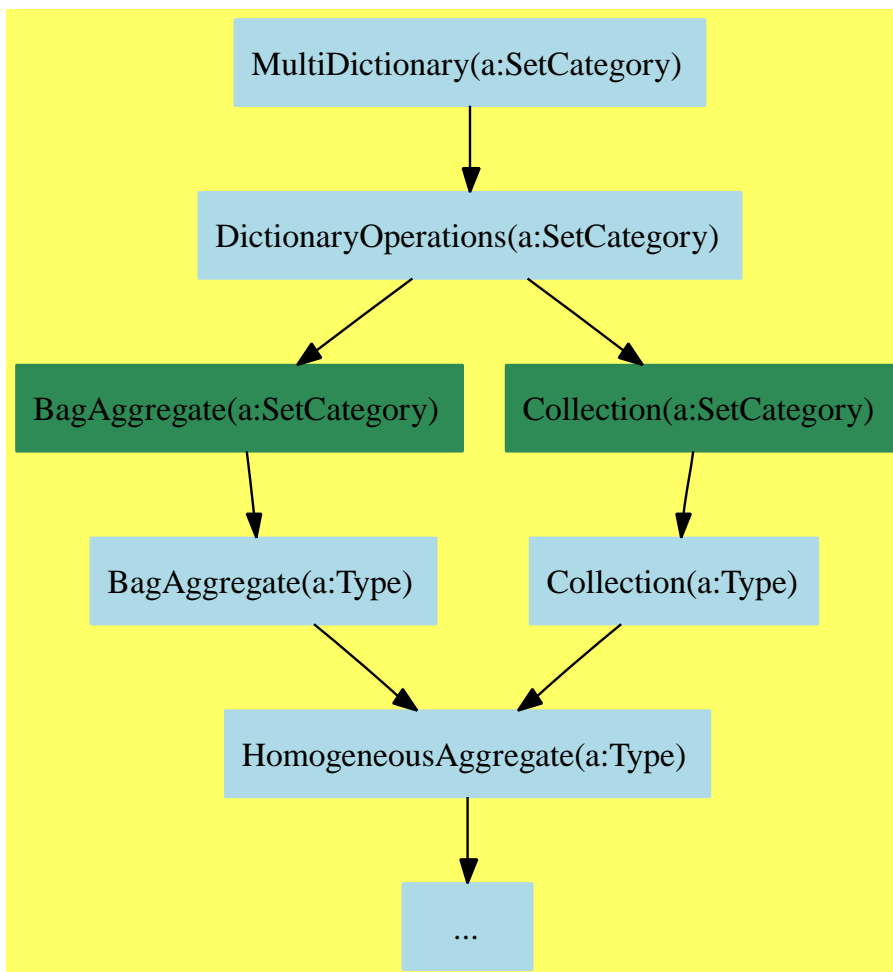 MultiDictionary(a:SetCategory)
DictionaryOperations(a:SetCategory)
BagAggregate(a:SetCategory)
Collection(a:SetCategory)
BagAggregate(a:Type)
Collection(a:Type)
HomogeneousAggregate(a:Type)
...